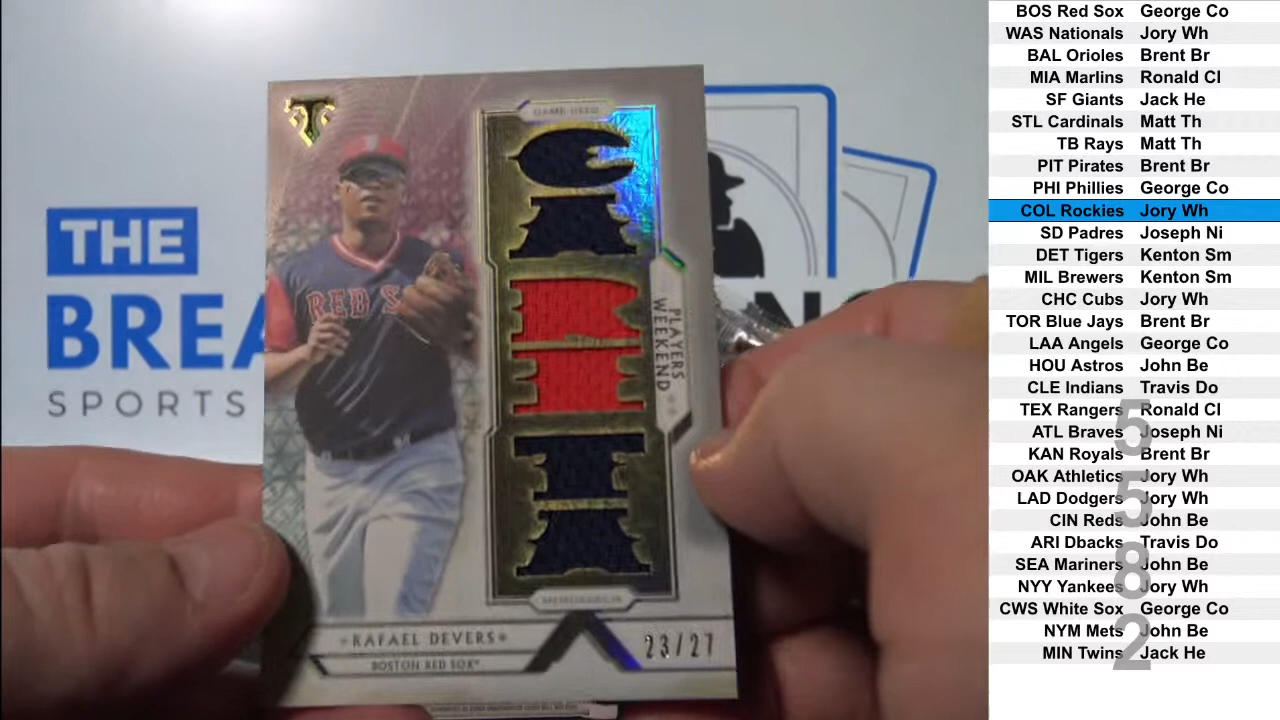 THE
BREA
SPORTS
GAME-USED
RED S
CARITA
PLAYERS
WEEKEND
RAFAEL DEVERS
BOSTON RED SOX
23/27
BOS Red Sox George Co
WAS Nationals Jory Wh
BAL Orioles Brent Br
MIA Marlins Ronald Cl
SF Giants Jack He
STL Cardinals Matt Th
TB Rays Matt Th
PIT Pirates Brent Br
PHI Phillies George Co
COL Rockies Jory Wh
SD Padres Joseph Ni
DET Tigers Kenton Sm
MIL Brewers Kenton Sm
CHC Cubs Jory Wh
TOR Blue Jays Brent Br
LAA Angels George Co
HOU Astros John Be
CLE Indians Travis Do
TEX Rangers Ronald Cl
ATL Braves Joseph Ni
KAN Royals Brent Br
OAK Athletics Jory Wh
LAD Dodgers Jory Wh
CIN Reds John Be
ARI Dbacks Travis Do
SEA Mariners John Be
NYY Yankees Jory Wh
CWS White Sox George Co
NYM Mets John Be
MIN Twins Jack He
5
5
8
2